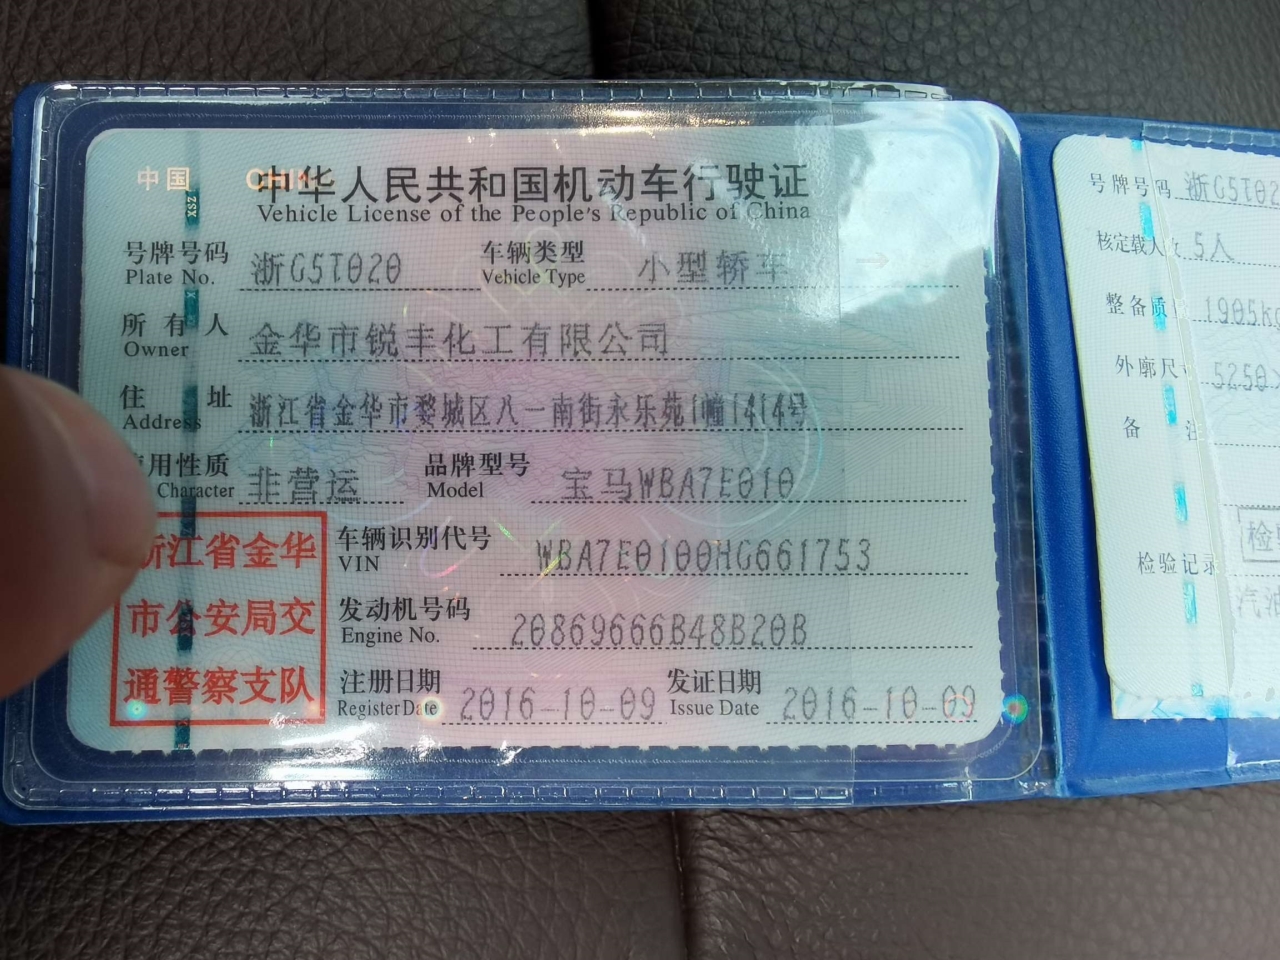 中国 CHI
中华人民共和国机动车行驶证
Vehicle License of the People's Republic of China
号牌号码 浙G5T020 车辆类型 小型轿车
Plate No. Vehicle Type
所有人 金华市锐丰化工有限公司
Owner
住址 浙江省金华市婺城区八一南街永乐苑1幢1414号
Address
用性质 非营运 品牌型号 宝马WBA7E010
Character Model
浙江省金华
市公安局交
通警察支队
车辆识别代号 WBA7E0100HG661753
VIN
发动机号码 20869666B48B20B
Engine No.
注册日期 2016-10-09 发证日期 2016-10-09
Register Date Issue Date
号牌号码 浙G5T02
核定载人 5人
整备质 1905kg
外廓尺 5250
备
检验记录
检
汽油